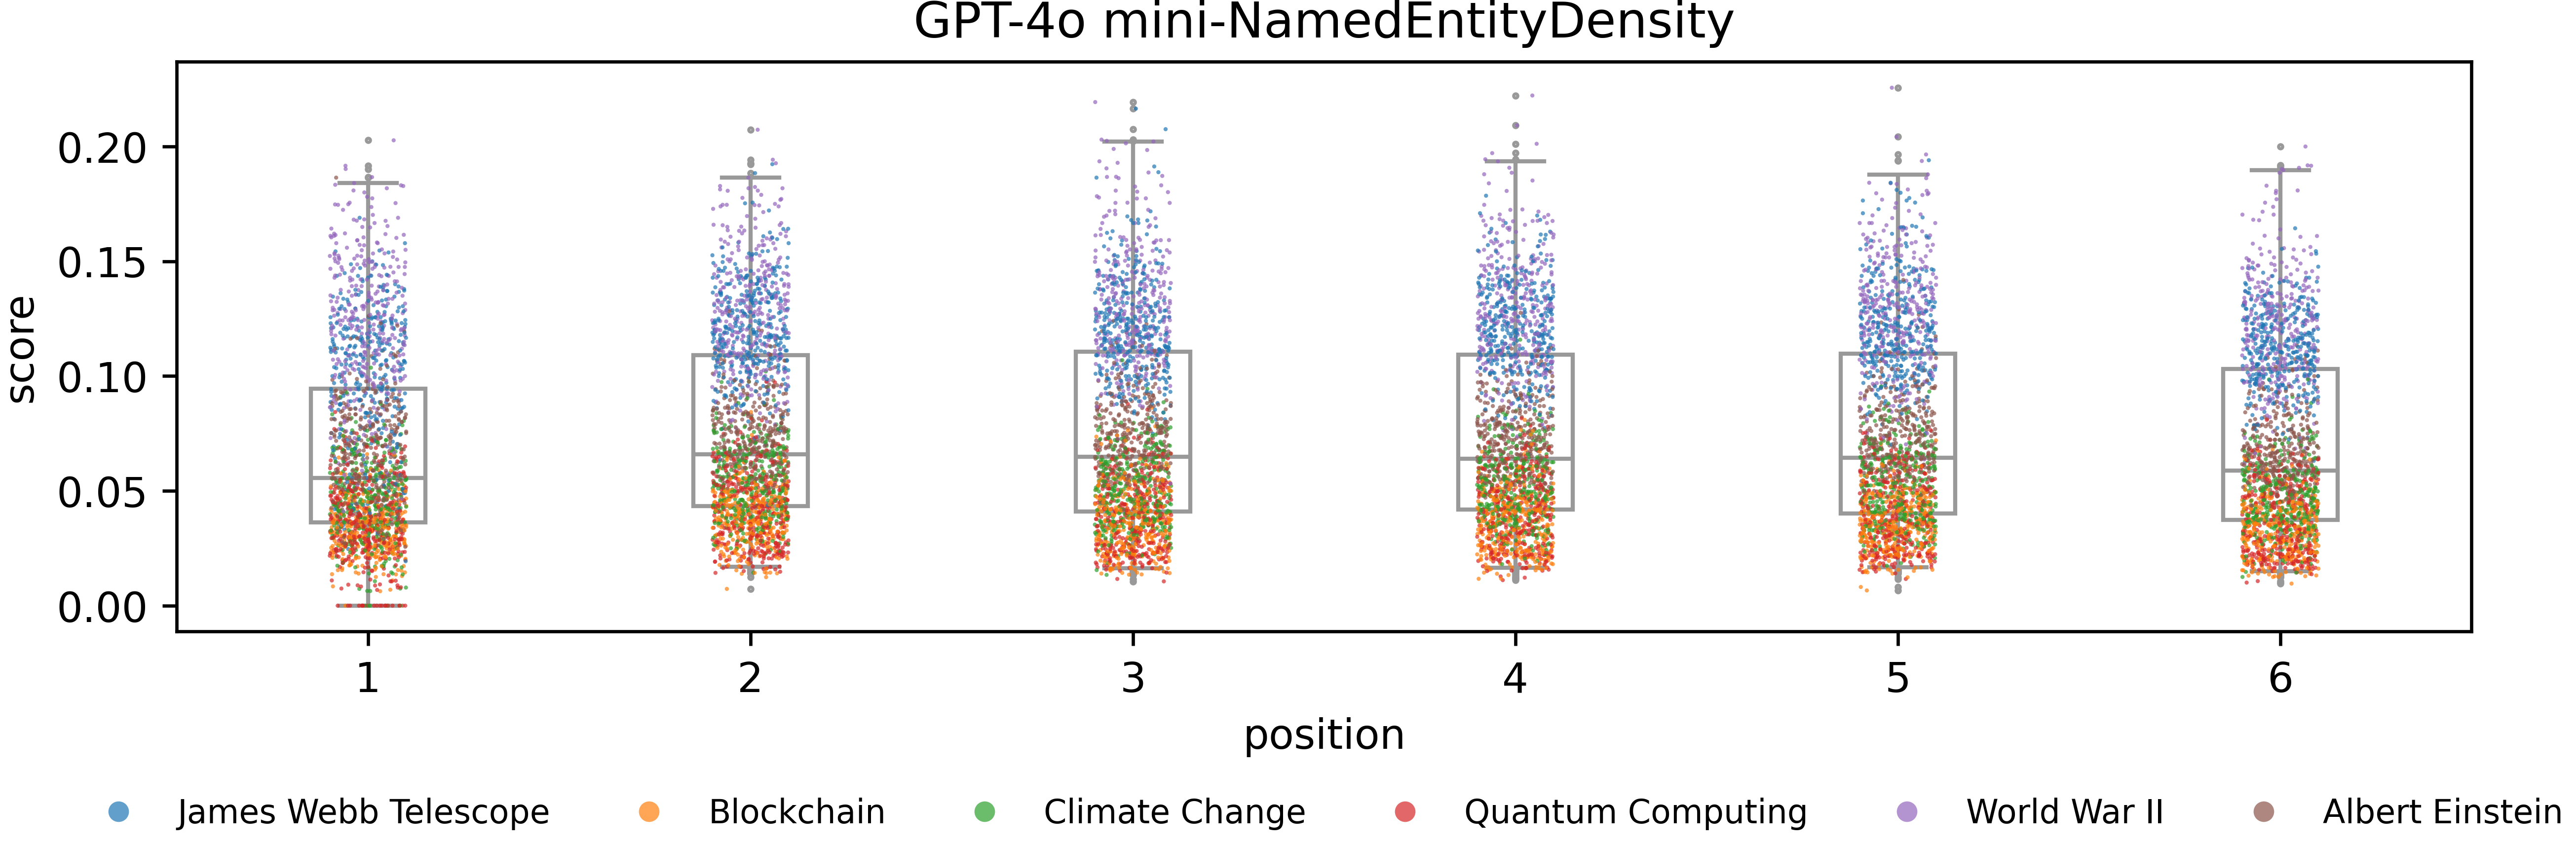 GPT-4o mini-NamedEntityDensity
score
0.20
0.15
0.10
0.05
0.00
1 2 3 4 5 6
position
James Webb Telescope Blockchain Climate Change Quantum Computing World War II Albert Einstein